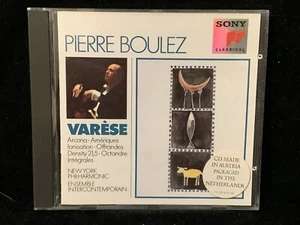 PIERRE BOULEZ
SONY
CLASSICAL
VARÈSE
Arcana · Amériques
Ionisation · Offrandes
Density 21,5 · Octandre
Intégrales
NEW YORK
PHILHARMONIC
ENSEMBLE
INTERCONTEMPORAIN
CD MADE
IN AUSTRIA
PACKAGED
IN THE
NETHERLANDS